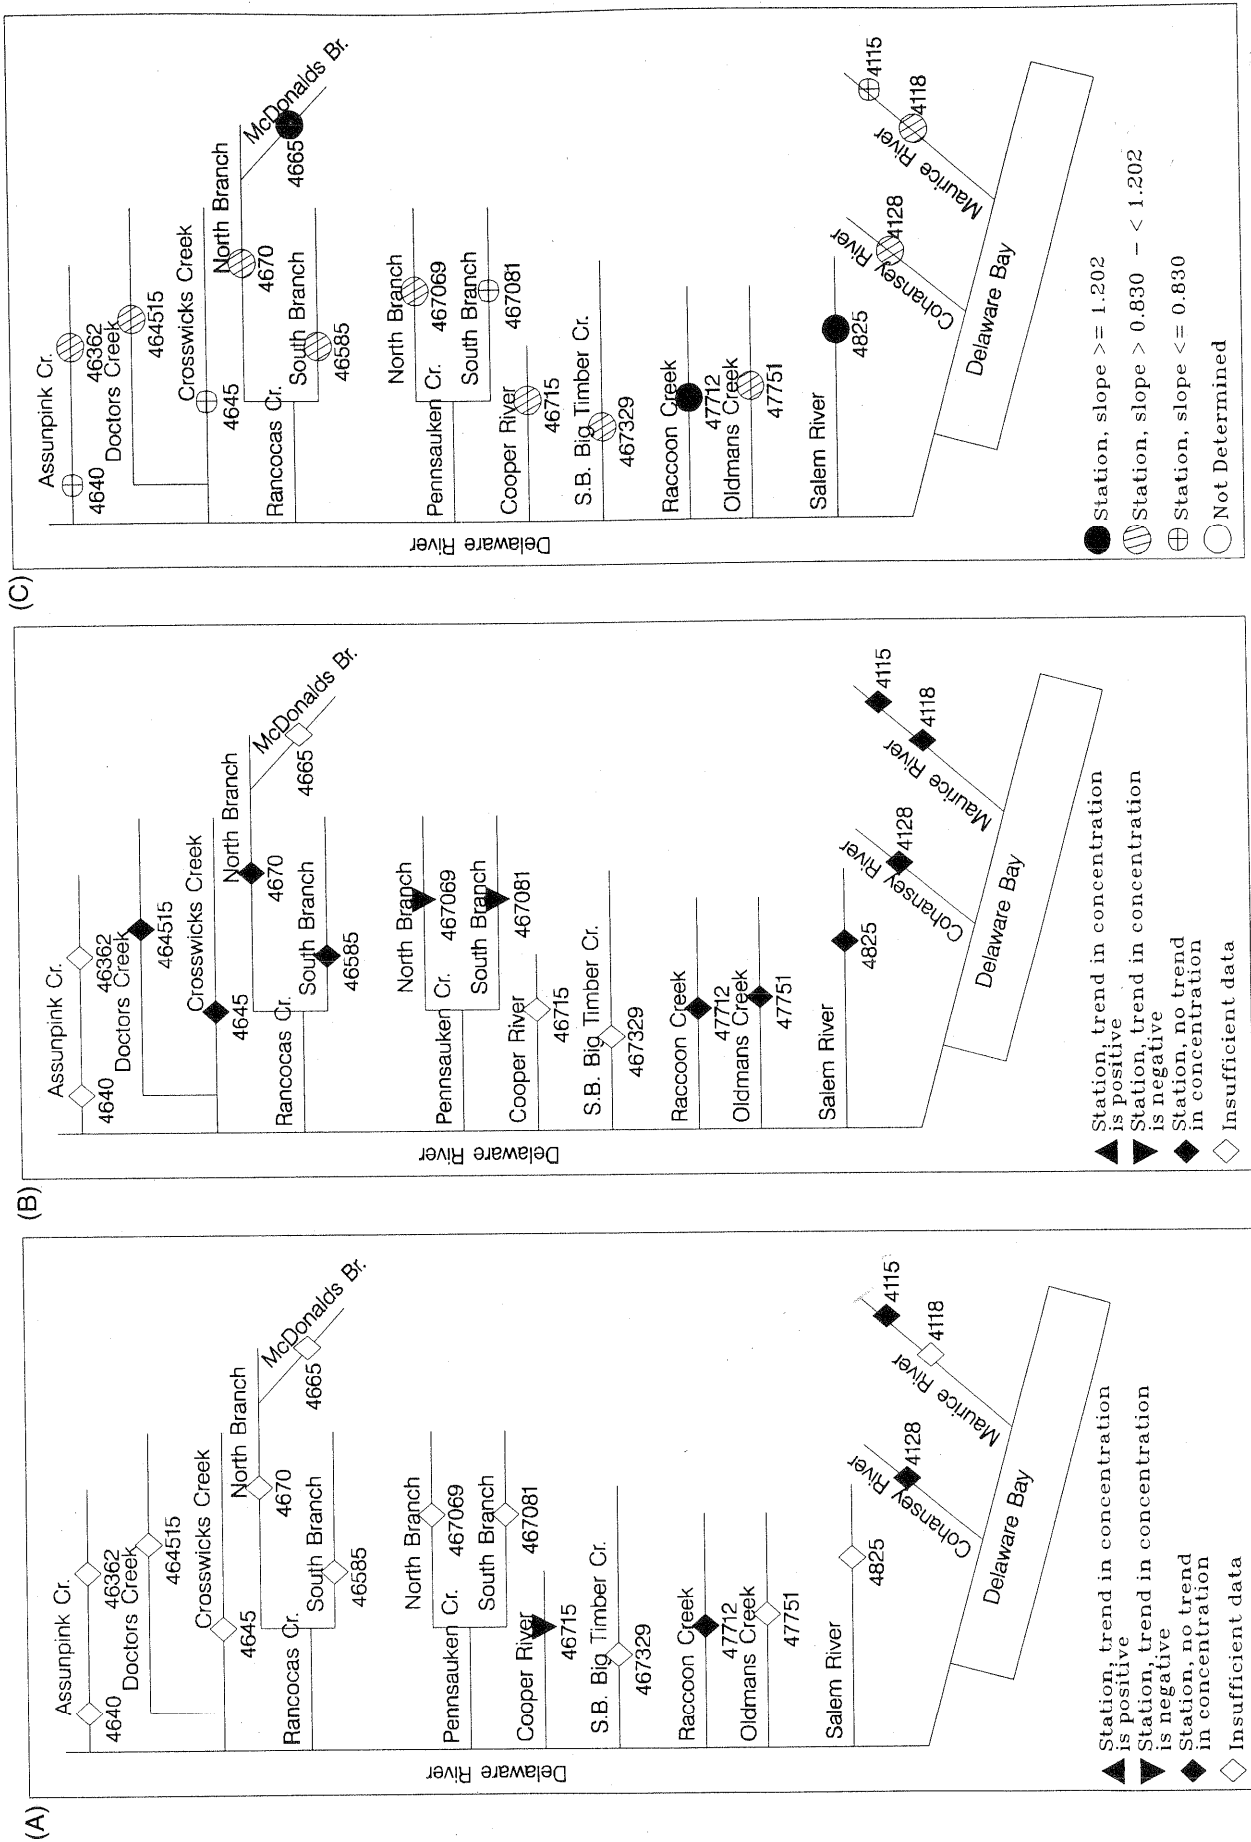 (A)
Assunpink Cr.
4640
46362
Doctors Creek
464515
Crosswicks Creek
4645
North Branch
4670
McDonalds Br.
4665
Rancocas Cr.
South Branch
46585
North Branch
467069
Pennsauken Cr.
South Branch
467081
Cooper River
46715
S.B. Big Timber Cr.
467329
Raccoon Creek
47712
Oldmans Creek
47751
Salem River
4825
Cohansey River
4128
Maurice River
4118
4115
Delaware River
Delaware Bay
Station, trend in concentration
is positive
Station, trend in concentration
is negative
Station, no trend
in concentration
Insufficient data
(B)
Assunpink Cr.
4640
46362
Doctors Creek
464515
Crosswicks Creek
4645
North Branch
4670
McDonalds Br.
4665
Rancocas Cr.
South Branch
46585
North Branch
467069
Pennsauken Cr.
South Branch
467081
Cooper River
46715
S.B. Big Timber Cr.
467329
Raccoon Creek
47712
Oldmans Creek
47751
Salem River
4825
Cohansey River
4128
Maurice River
4118
4115
Delaware River
Delaware Bay
Station, trend in concentration
is positive
Station, trend in concentration
is negative
Station, no trend
in concentration
Insufficient data
(C)
Assunpink Cr.
4640
46362
Doctors Creek
464515
Crosswicks Creek
4645
North Branch
4670
McDonalds Br.
4665
Rancocas Cr.
South Branch
46585
North Branch
467069
Pennsauken Cr.
South Branch
467081
Cooper River
46715
S.B. Big Timber Cr.
467329
Raccoon Creek
47712
Oldmans Creek
47751
Salem River
4825
Cohansey River
4128
Maurice River
4118
4115
Delaware River
Delaware Bay
Station, slope >= 1.202
Station, slope > 0.830 - < 1.202
Station, slope <= 0.830
Not Determined